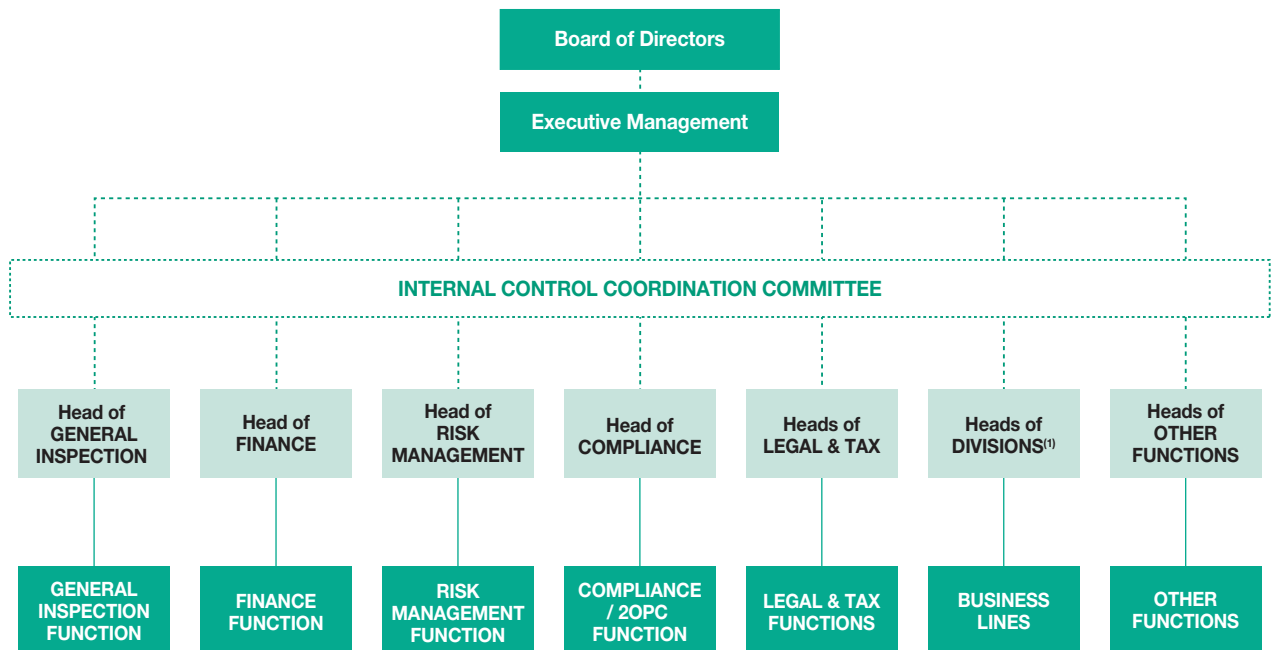 Board of Directors
Executive Management
INTERNAL CONTROL COORDINATION COMMITTEE
Head of
GENERAL
INSPECTION
Head of
FINANCE
Head of
RISK
MANAGEMENT
Head of
COMPLIANCE
Heads of
LEGAL & TAX
Heads of
DIVISIONS(1)
Heads of
OTHER
FUNCTIONS
GENERAL
INSPECTION
FUNCTION
FINANCE
FUNCTION
RISK
MANAGEMENT
FUNCTION
COMPLIANCE
/ 2OPC
FUNCTION
LEGAL & TAX
FUNCTIONS
BUSINESS
LINES
OTHER
FUNCTIONS